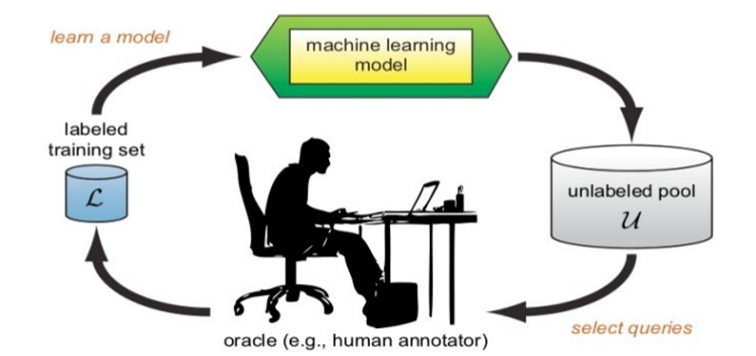 learn a model
machine learning
model
labeled
training set
ℒ
unlabeled pool
𝒰
oracle (e.g., human annotator)
select queries